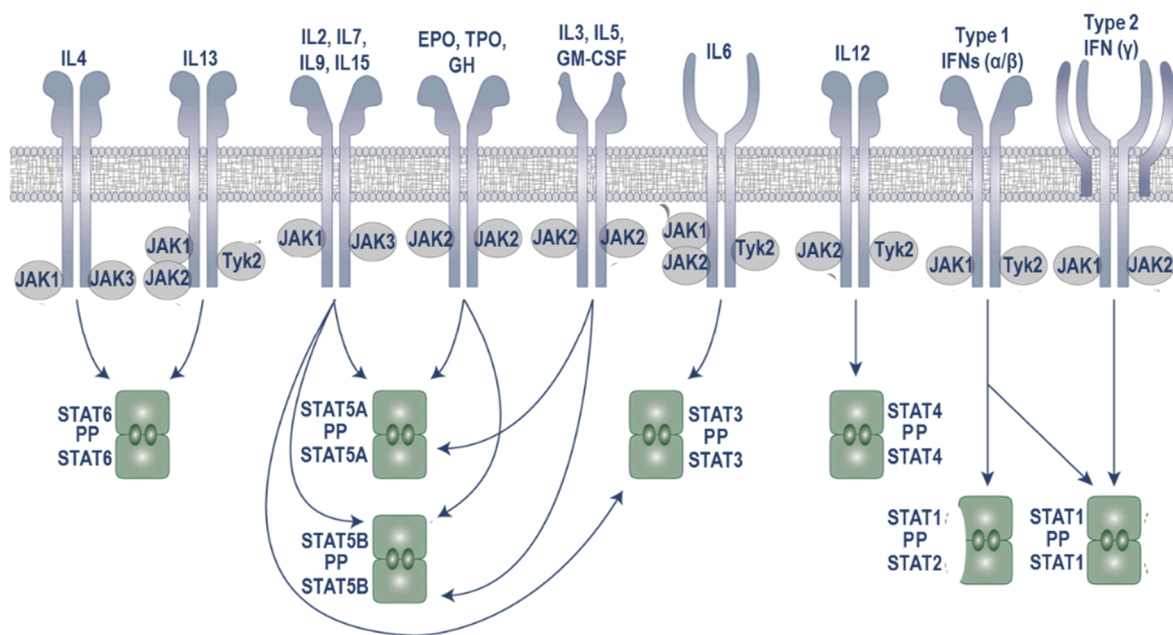 IL4
IL13
IL2, IL7,
IL9, IL15
EPO, TPO,
GH
IL3, IL5,
GM-CSF
IL6
IL12
Type 1
IFNs (α/β)
Type 2
IFN (γ)
JAK1
JAK3
JAK1
JAK2
Tyk2
JAK1
JAK3
JAK2
JAK2
JAK2
JAK2
JAK1
JAK2
Tyk2
JAK2
Tyk2
JAK1
Tyk2
JAK1
JAK2
STAT6
PP
STAT6
STAT5A
PP
STAT5A
STAT3
PP
STAT3
STAT4
PP
STAT4
STAT5B
PP
STAT5B
STAT1
PP
STAT2
STAT1
PP
STAT1